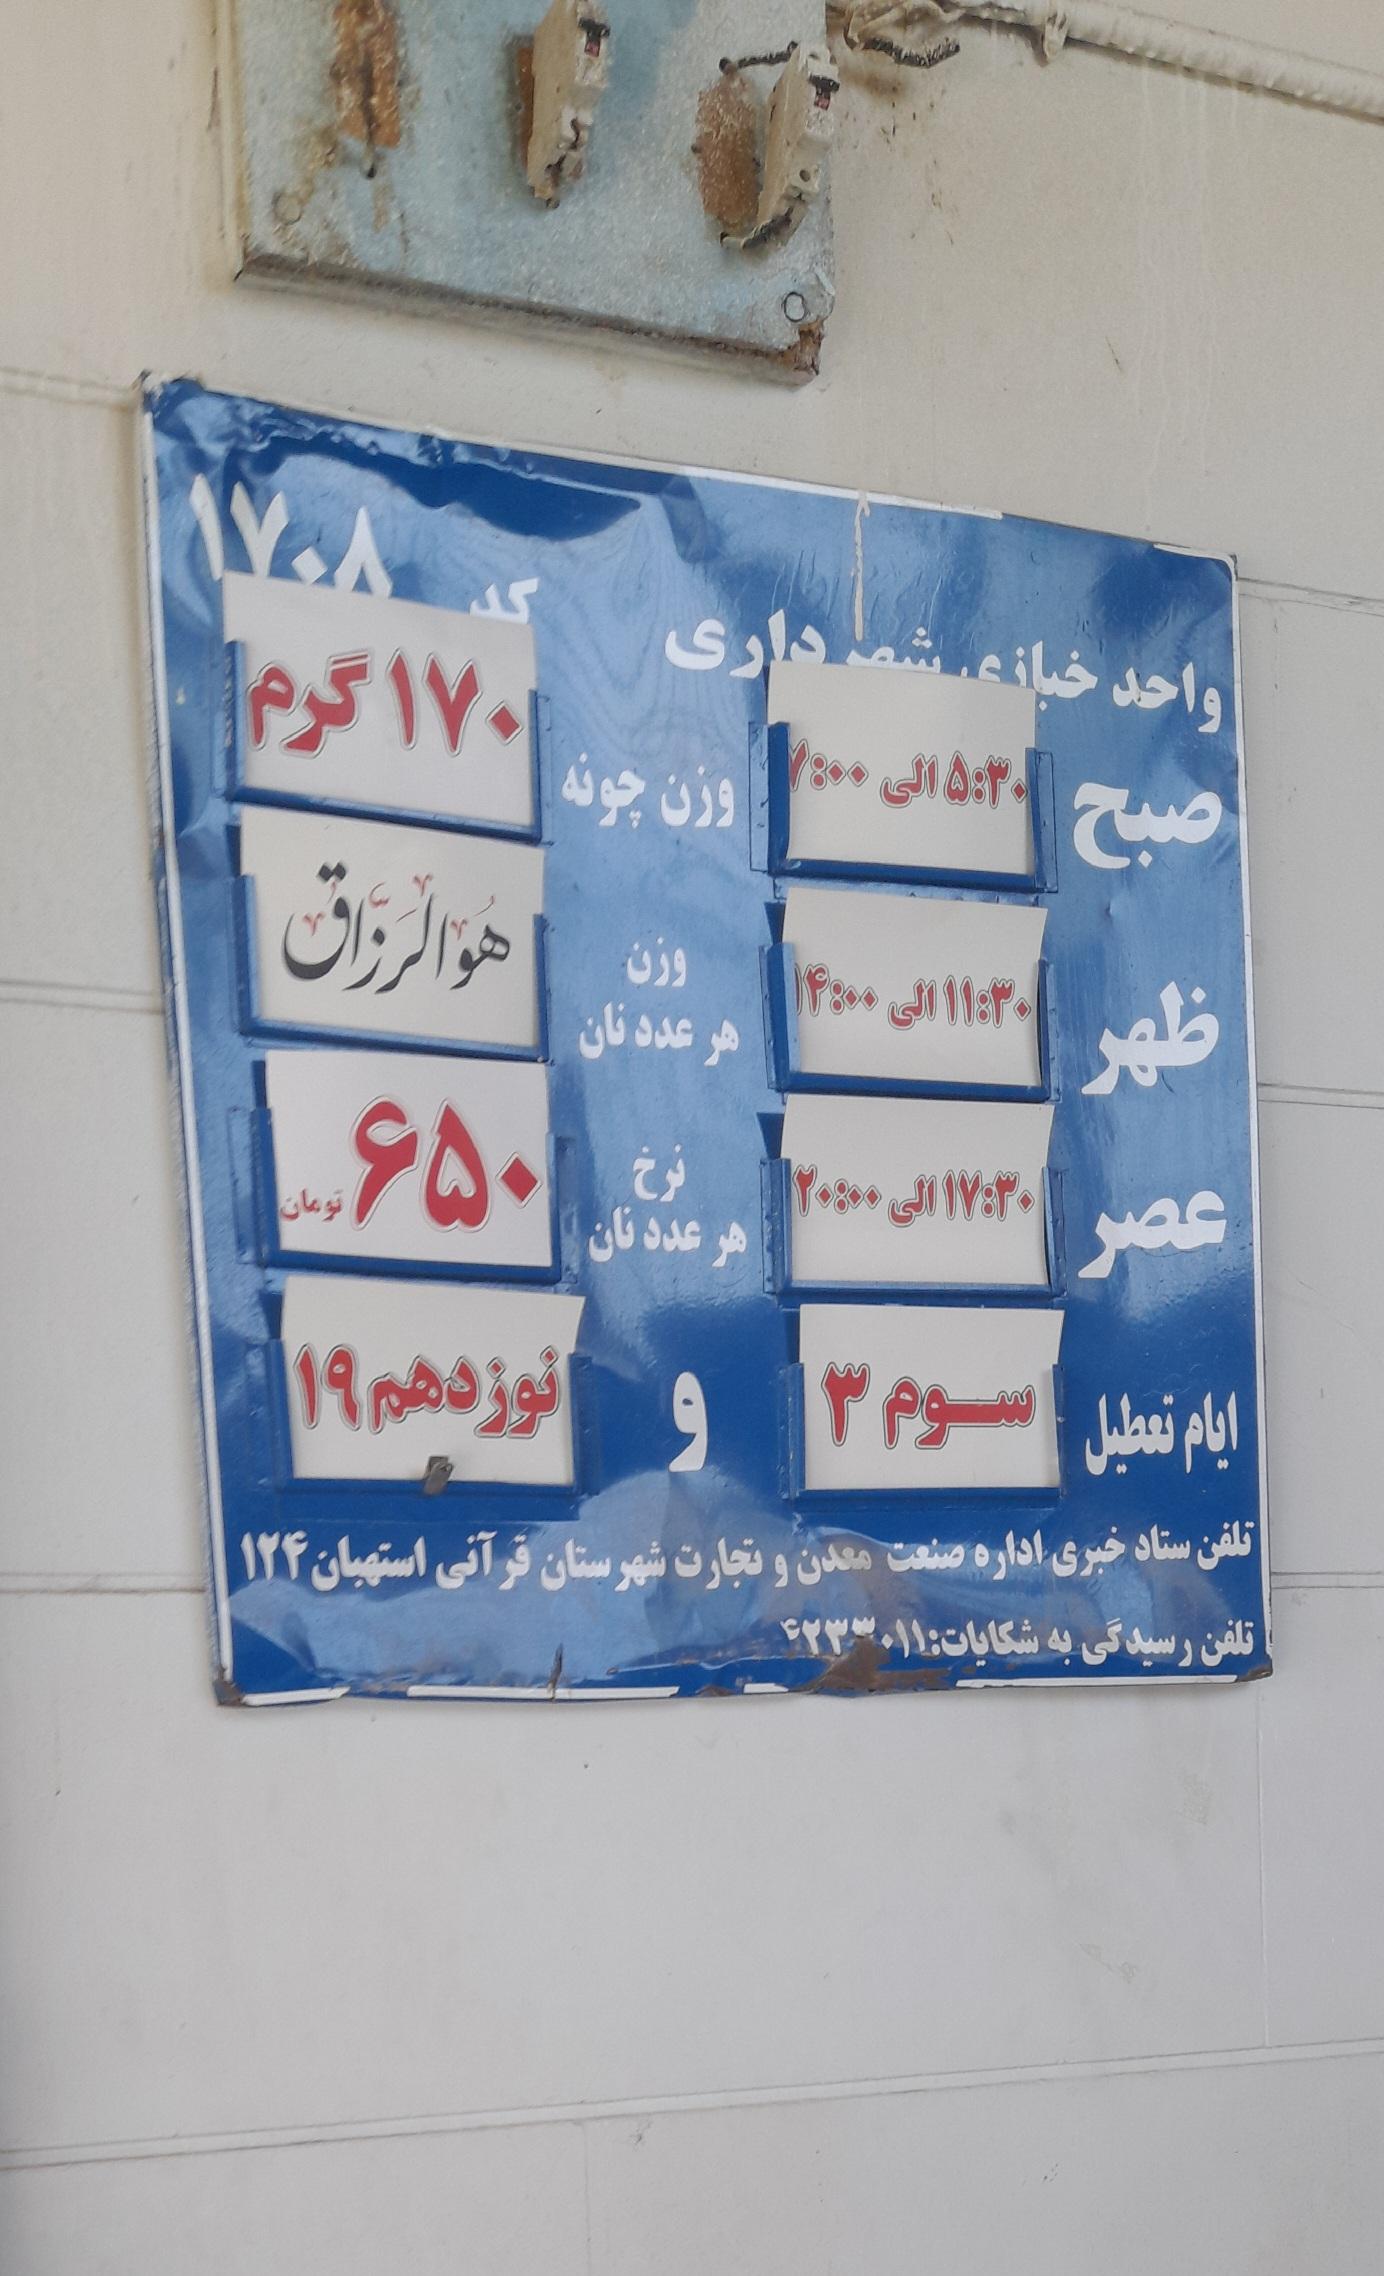 واحد خبازی شهرداری کد ۱۷۰۸
صبح ۵:۳۰ الی ۷:۰۰ وزن چونه ۱۷۰ گرم
ظهر ۱۱:۳۰ الی ۱۴:۰۰ وزن هر عدد نان هوالرزاق
عصر ۱۷:۳۰ الی ۲۰:۰۰ نرخ هر عدد نان ۶۵۰ تومان
ایام تعطیل سوم ۳ و نوزدهم ۱۹
تلفن ستاد خبری اداره صنعت معدن و تجارت شهرستان قرآنی استهبان ۱۲۴
تلفن رسیدگی به شکایات: